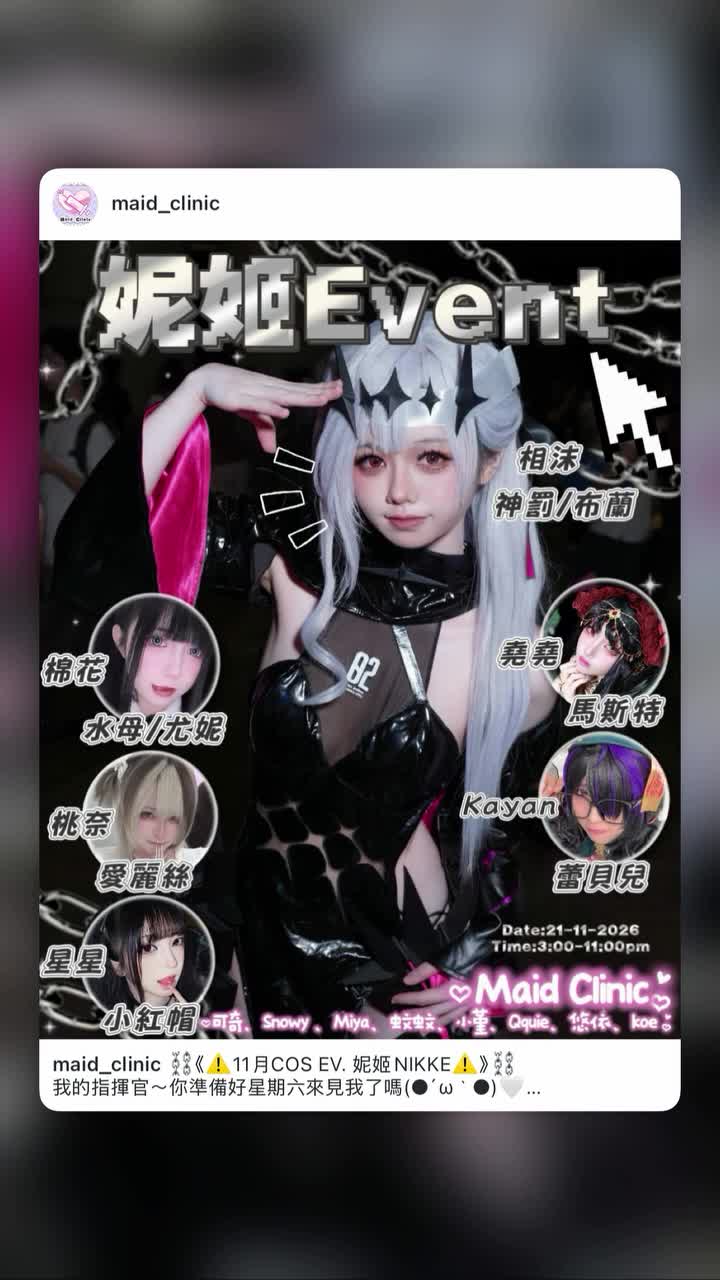 maid_clinic
妮姬Event
相沫
神罰/布蘭
棉花
水母/尤妮
堯堯
馬斯特
桃奈
愛麗絲
Kayan
蕾貝兒
星星
小紅帽
82
Date:21-11-2026
Time:3:00-11:00pm
Maid Clinic
可奇、Snowy、Miya、蚊蚊、小堇、Qquie、悠依、koe
maid_clinic ⛓️⛓️《⚠️11月COS EV. 妮姬NIKKE⚠️》⛓️⛓️
我的指揮官～你準備好星期六來見我了嗎(●´ω｀●)🤍...